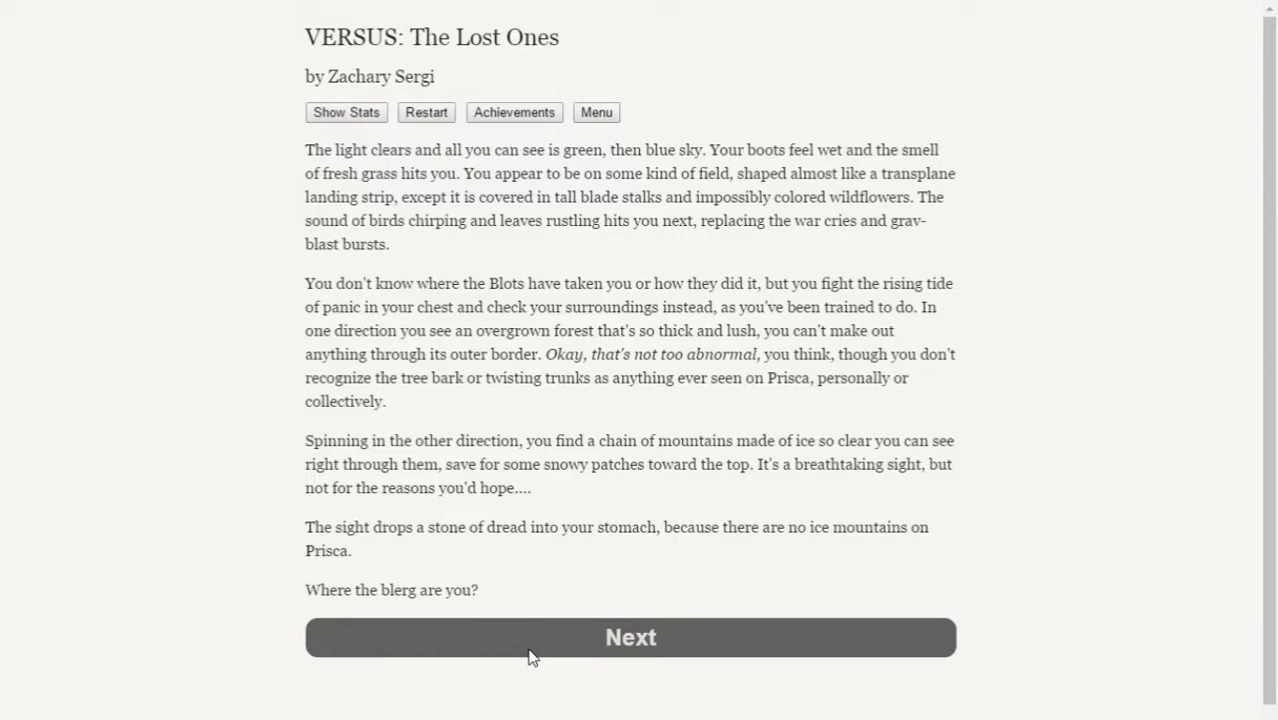 VERSUS: The Lost Ones
by Zachary Sergi
Show Stats Restart Achievements Menu
The light clears and all you can see is green, then blue sky. Your boots feel wet and the smell
of fresh grass hits you. You appear to be on some kind of field, shaped almost like a transplane
landing strip, except it is covered in tall blade stalks and impossibly colored wildflowers. The
sound of birds chirping and leaves rustling hits you next, replacing the war cries and grav-
blast bursts.
You don't know where the Blots have taken you or how they did it, but you fight the rising tide
of panic in your chest and check your surroundings instead, as you've been trained to do. In
one direction you see an overgrown forest that's so thick and lush, you can't make out
anything through its outer border. Okay, that's not too abnormal, you think, though you don't
recognize the tree bark or twisting trunks as anything ever seen on Prisca, personally or
collectively.
Spinning in the other direction, you find a chain of mountains made of ice so clear you can see
right through them, save for some snowy patches toward the top. It's a breathtaking sight, but
not for the reasons you'd hope....
The sight drops a stone of dread into your stomach, because there are no ice mountains on
Prisca.
Where the blerg are you?
Next